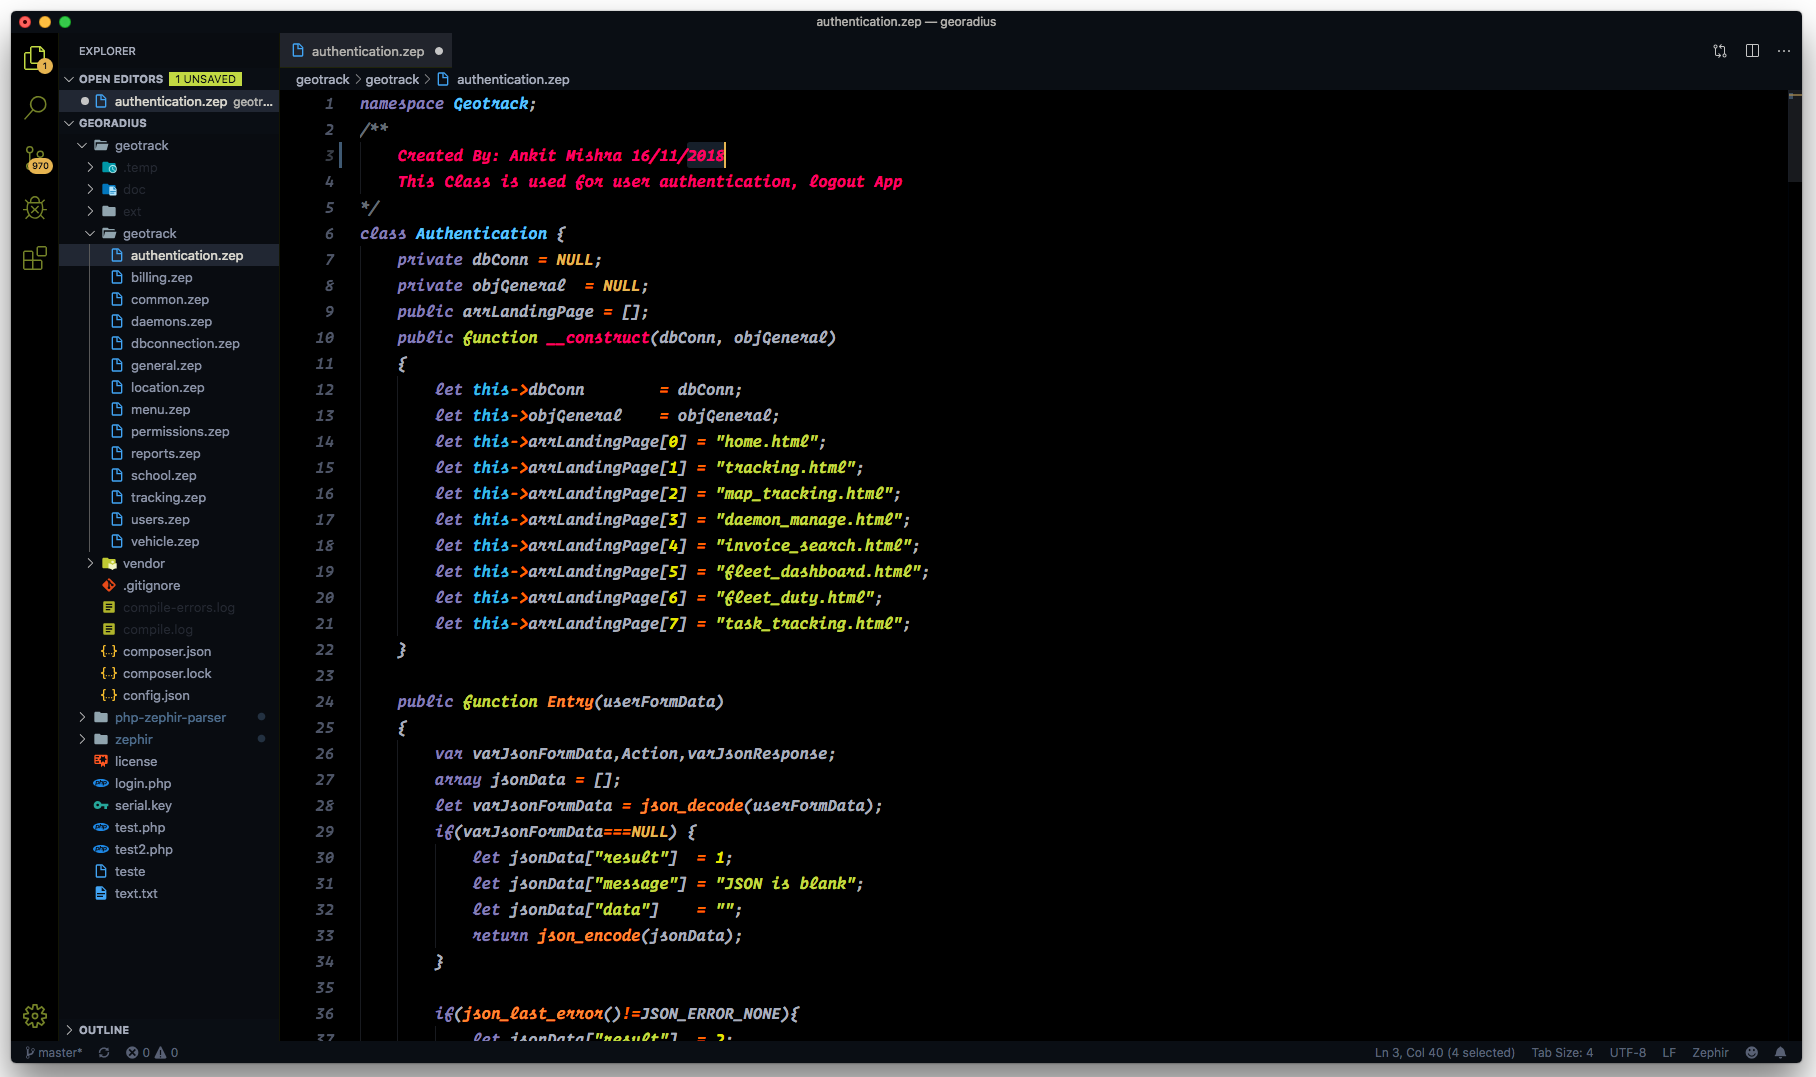 authentication.zep — georadius
EXPLORER
OPEN EDITORS 1 UNSAVED
authentication.zep geotr...
GEORADIUS
geotrack
.temp
doc
ext
geotrack
authentication.zep
billing.zep
common.zep
daemons.zep
dbconnection.zep
general.zep
location.zep
menu.zep
permissions.zep
reports.zep
school.zep
tracking.zep
users.zep
vehicle.zep
vendor
.gitignore
compile-errors.log
compile.log
composer.json
composer.lock
config.json
php-zephir-parser
zephir
license
login.php
serial.key
test.php
test2.php
teste
text.txt
OUTLINE
1
970
authentication.zep
geotrack > geotrack > authentication.zep
1 namespace Geotrack;
2 /**
3     Created By: Ankit Mishra 16/11/2018
4     This Class is used for user authentication, logout App
5 */
6 class Authentication {
7     private dbConn = NULL;
8     private objGeneral  = NULL;
9     public arrLandingPage = [];
10     public function __construct(dbConn, objGeneral)
11     {
12         let this->dbConn        = dbConn;
13         let this->objGeneral    = objGeneral;
14         let this->arrLandingPage[0] = "home.html";
15         let this->arrLandingPage[1] = "tracking.html";
16         let this->arrLandingPage[2] = "map_tracking.html";
17         let this->arrLandingPage[3] = "daemon_manage.html";
18         let this->arrLandingPage[4] = "invoice_search.html";
19         let this->arrLandingPage[5] = "fleet_dashboard.html";
20         let this->arrLandingPage[6] = "fleet_duty.html";
21         let this->arrLandingPage[7] = "task_tracking.html";
22     }
23
24     public function Entry(userFormData)
25     {
26         var varJsonFormData,Action,varJsonResponse;
27         array jsonData = [];
28         let varJsonFormData = json_decode(userFormData);
29         if(varJsonFormData===NULL) {
30             let jsonData["result"]  = 1;
31             let jsonData["message"] = "JSON is blank";
32             let jsonData["data"]    = "";
33             return json_encode(jsonData);
34         }
35
36         if(json_last_error()!=JSON_ERROR_NONE){
37             let jsonData["result"]  = 2;
master* 0 0
Ln 3, Col 40 (4 selected) Tab Size: 4 UTF-8 LF Zephir